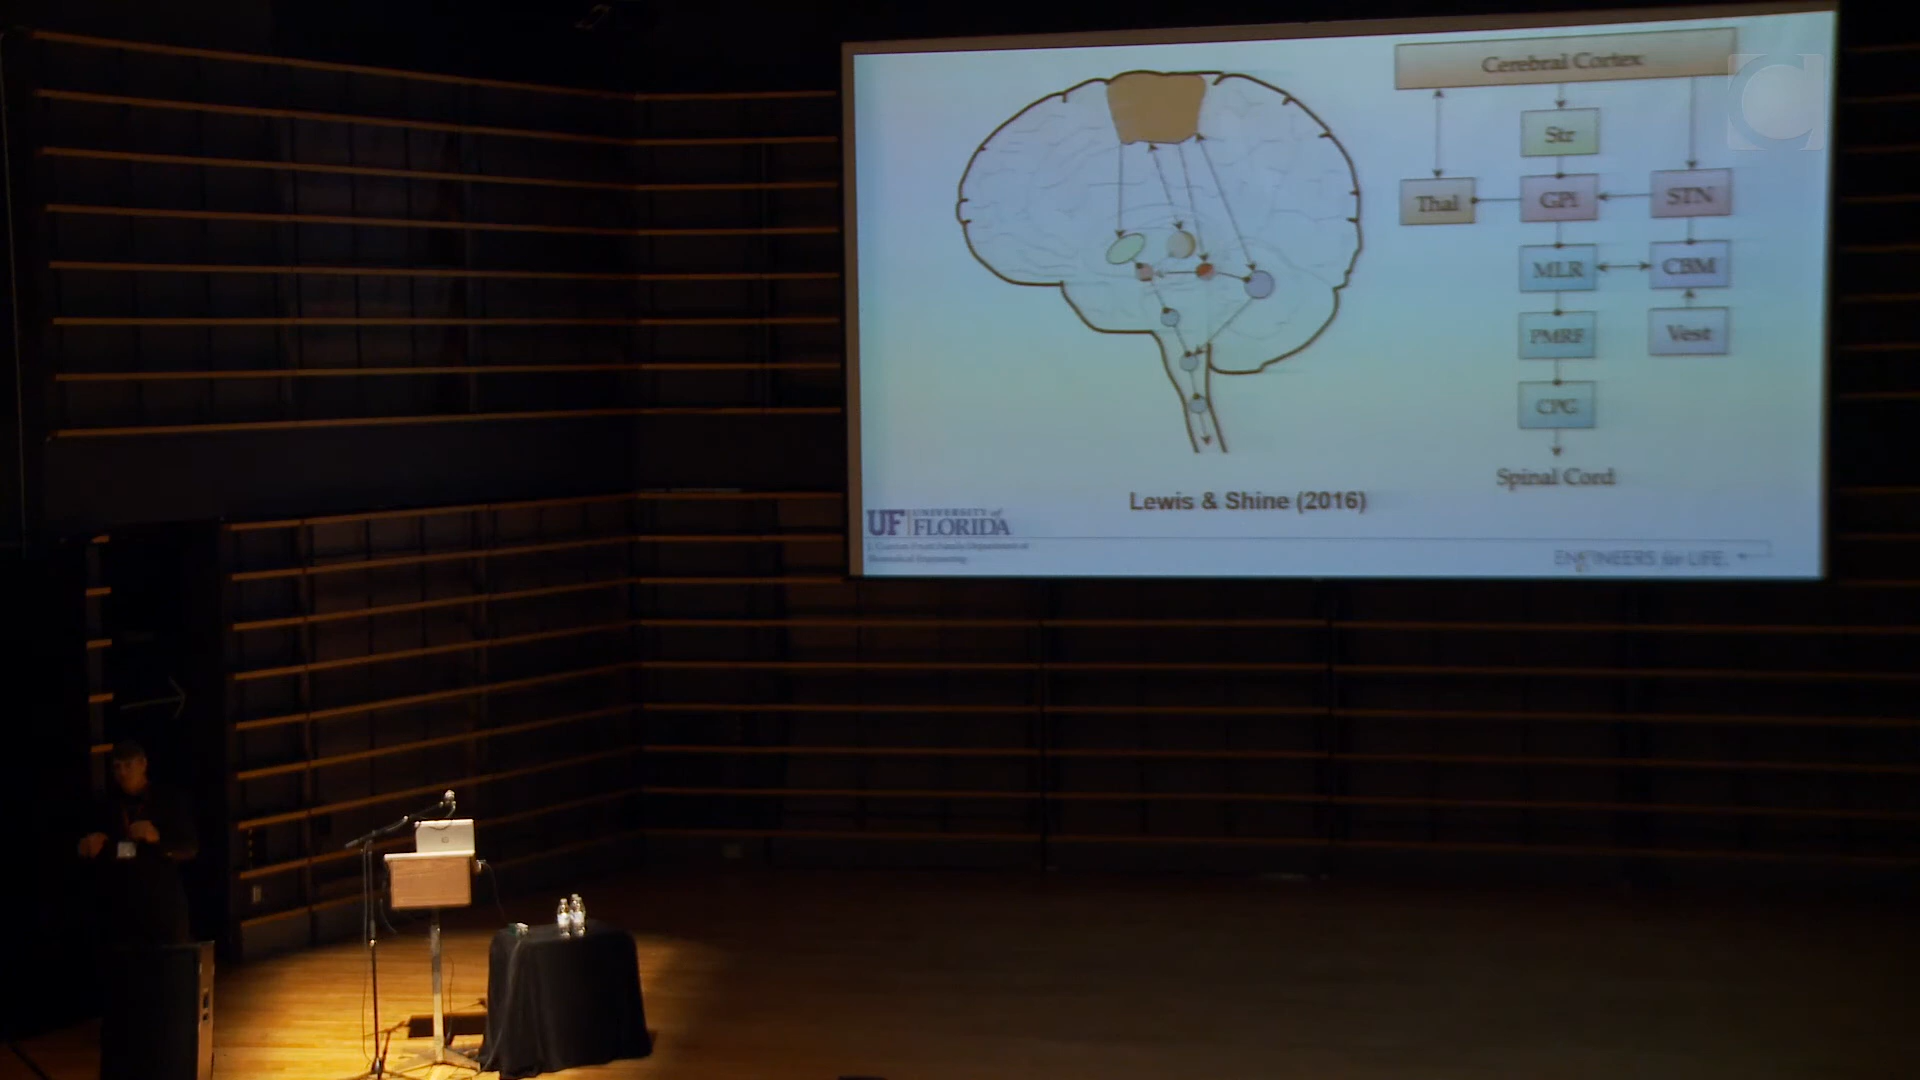 Cerebral Cortex
Str
Thal
GPi
STN
MLR
CBM
PMRF
Vest
CPG
Spinal Cord
Lewis & Shine (2016)
UF UNIVERSITY of
FLORIDA
J. Crayton Pruitt Family Department of
Biomedical Engineering
ENGINEERS for LIFE.